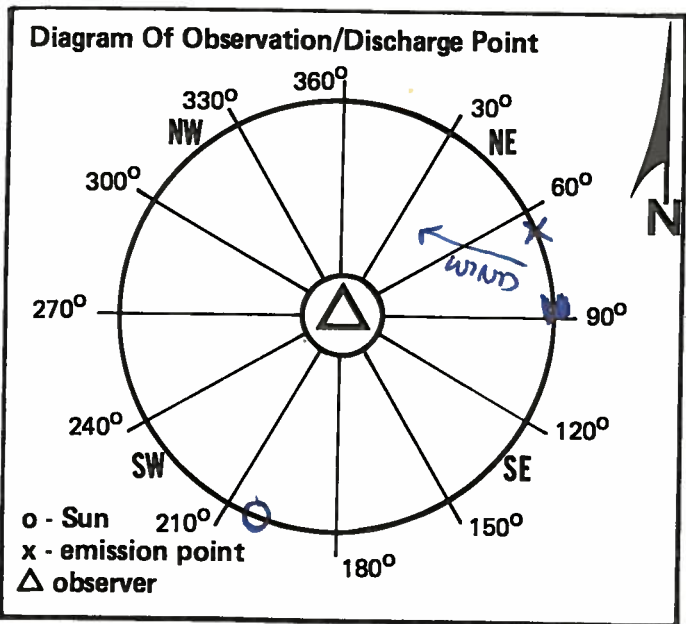 Diagram Of Observation/Discharge Point
360°
330°
30°
NW
NE
300°
60°
N
WIND
270°
90°
240°
120°
SW
SE
o - Sun
210°
150°
x - emission point
180°
△ observer